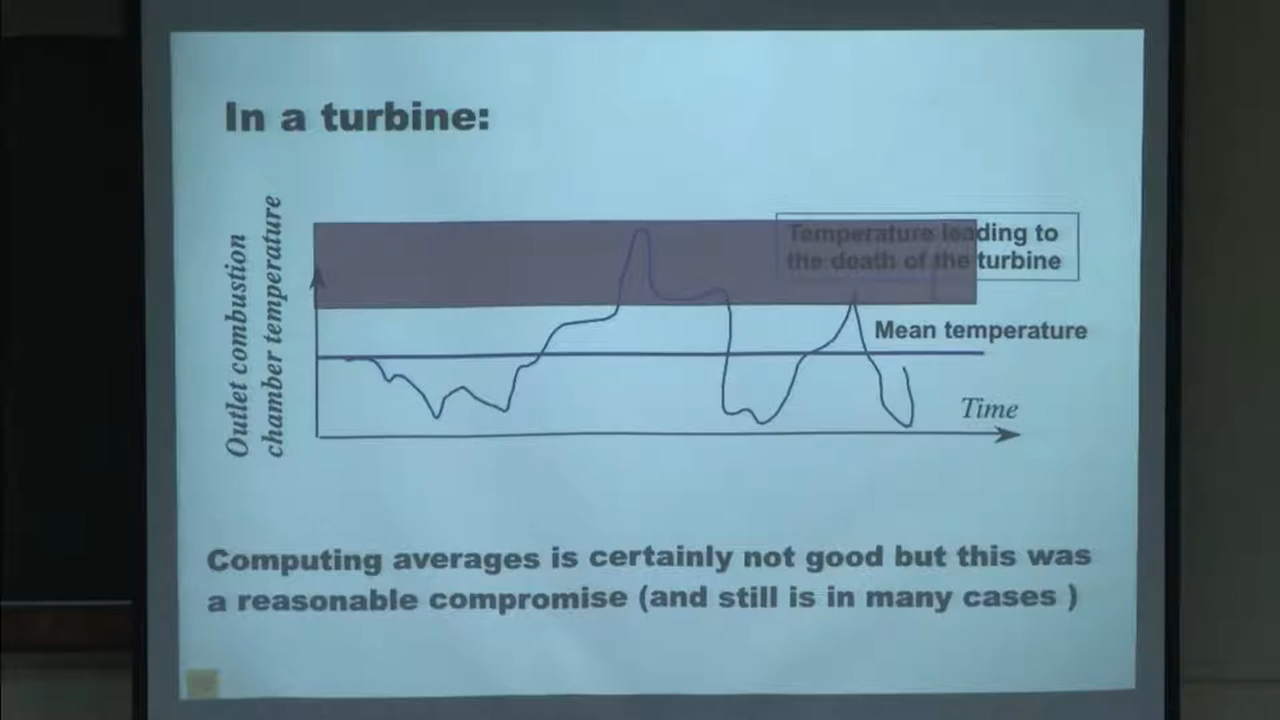 In a turbine:
Outlet combustion
chamber temperature
Temperature leading to
the death of the turbine
Mean temperature
Time
Computing averages is certainly not good but this was
a reasonable compromise (and still is in many cases )